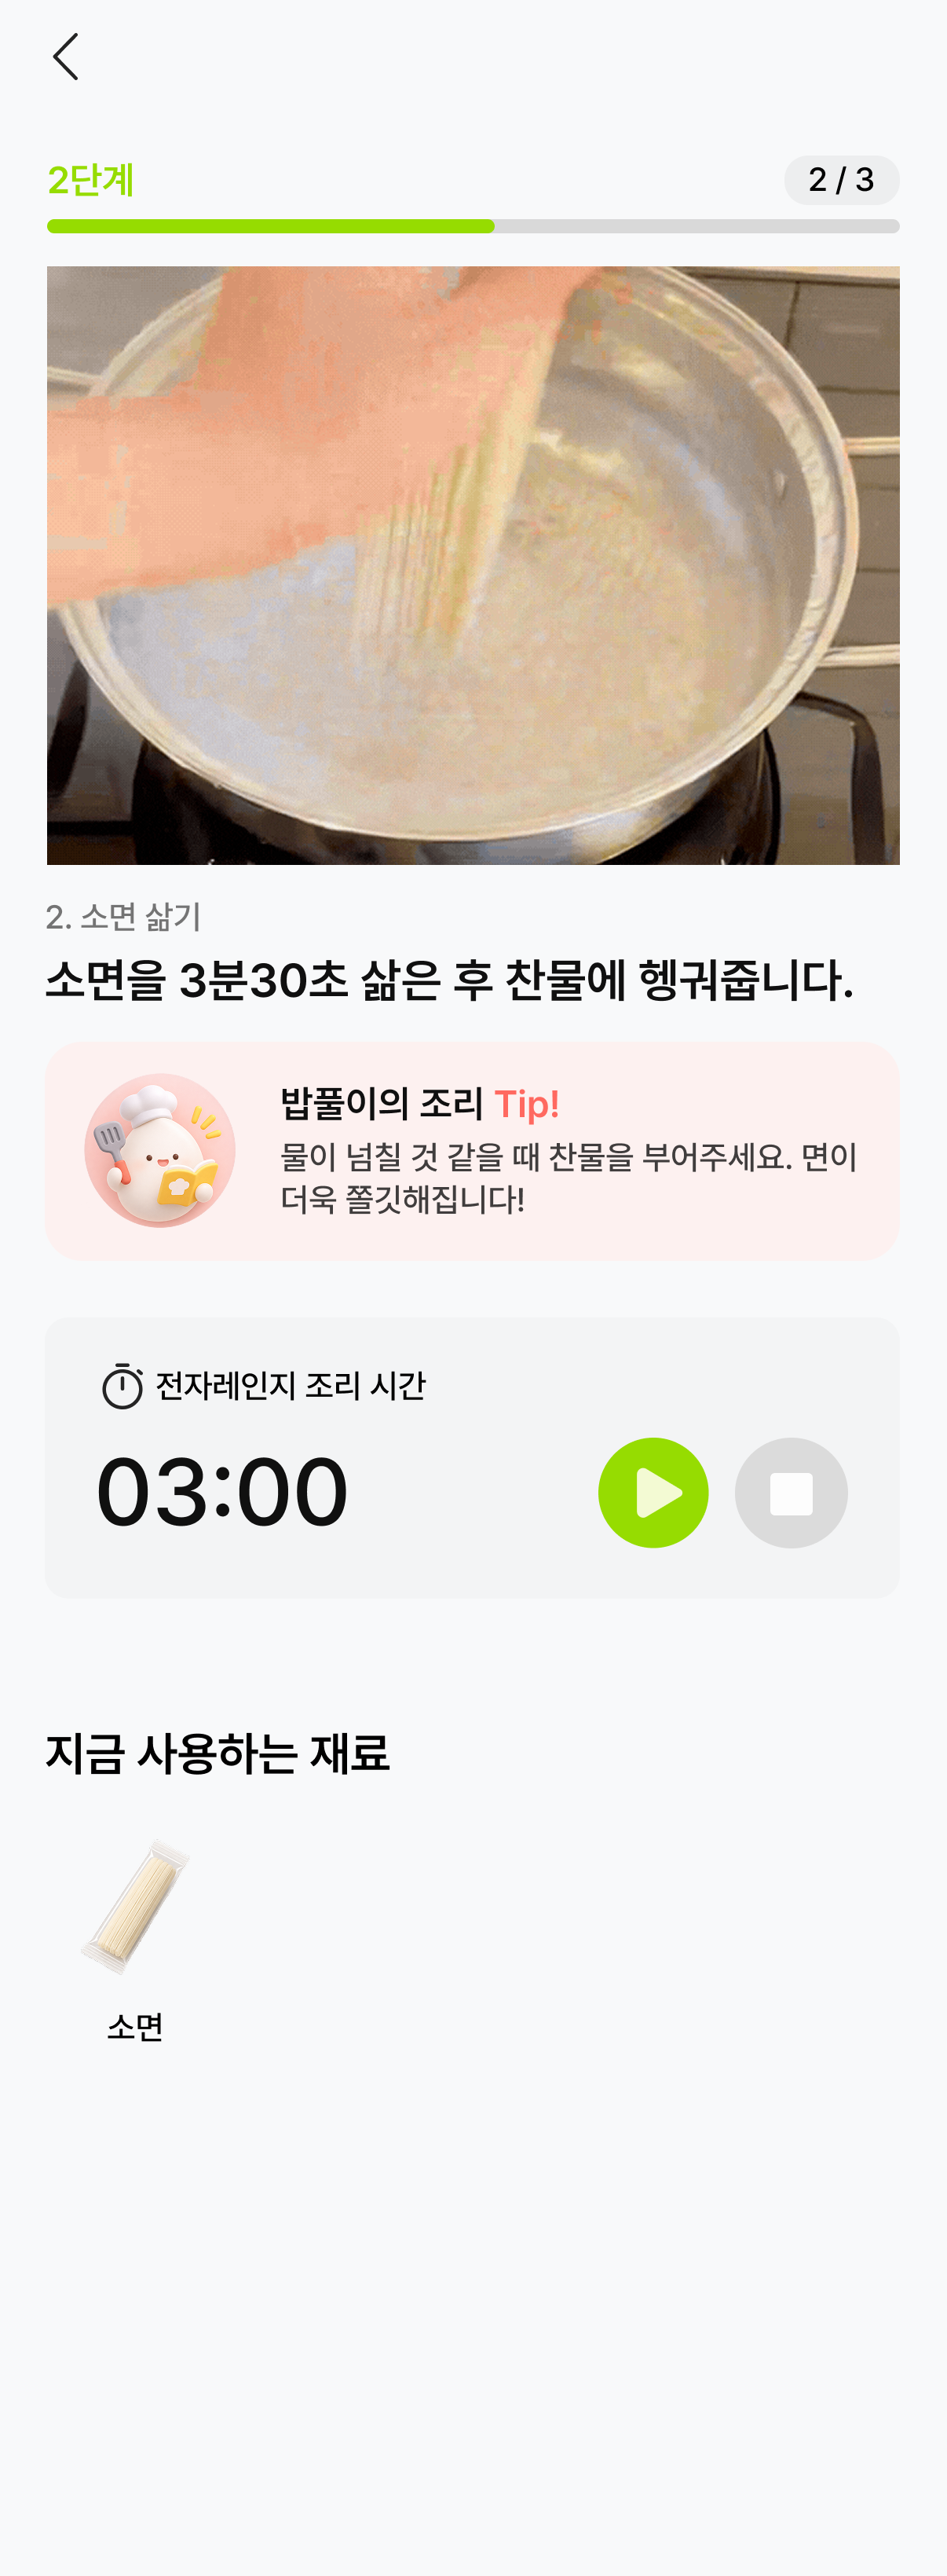 2단계
2 / 3
2. 소면 삶기
소면을 3분30초 삶은 후 찬물에 헹궈줍니다.
밥풀이의 조리 Tip!
물이 넘칠 것 같을 때 찬물을 부어주세요. 면이
더욱 쫄깃해집니다!
전자레인지 조리 시간
03:00
지금 사용하는 재료
소면